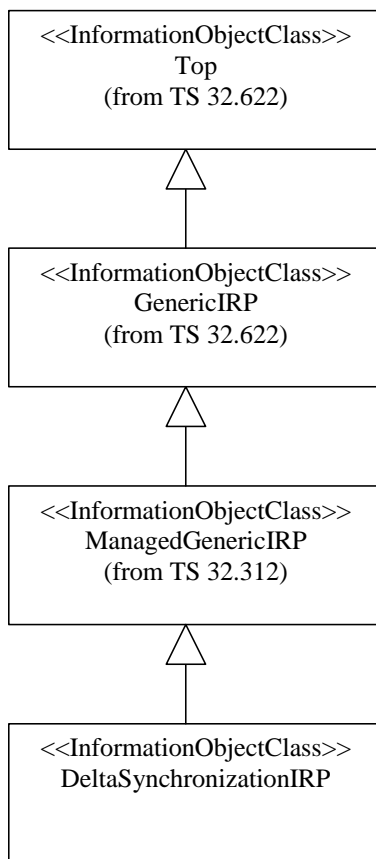 <<InformationObjectClass>>
Top
(from TS 32.622)
<<InformationObjectClass>>
GenericIRP
(from TS 32.622)
<<InformationObjectClass>>
ManagedGenericIRP
(from TS 32.312)
<<InformationObjectClass>>
DeltaSynchronizationIRP